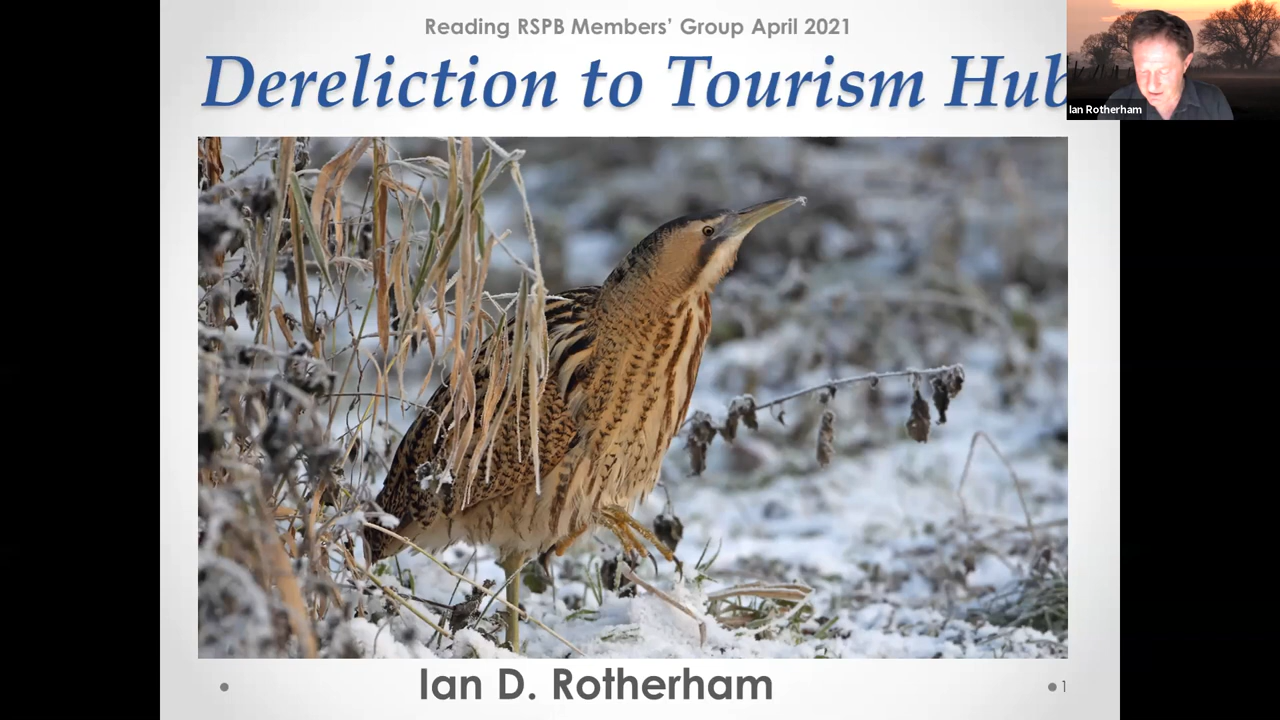 Reading RSPB Members’ Group April 2021
Dereliction to Tourism Hub
Ian Rotherham
Ian D. Rotherham
1